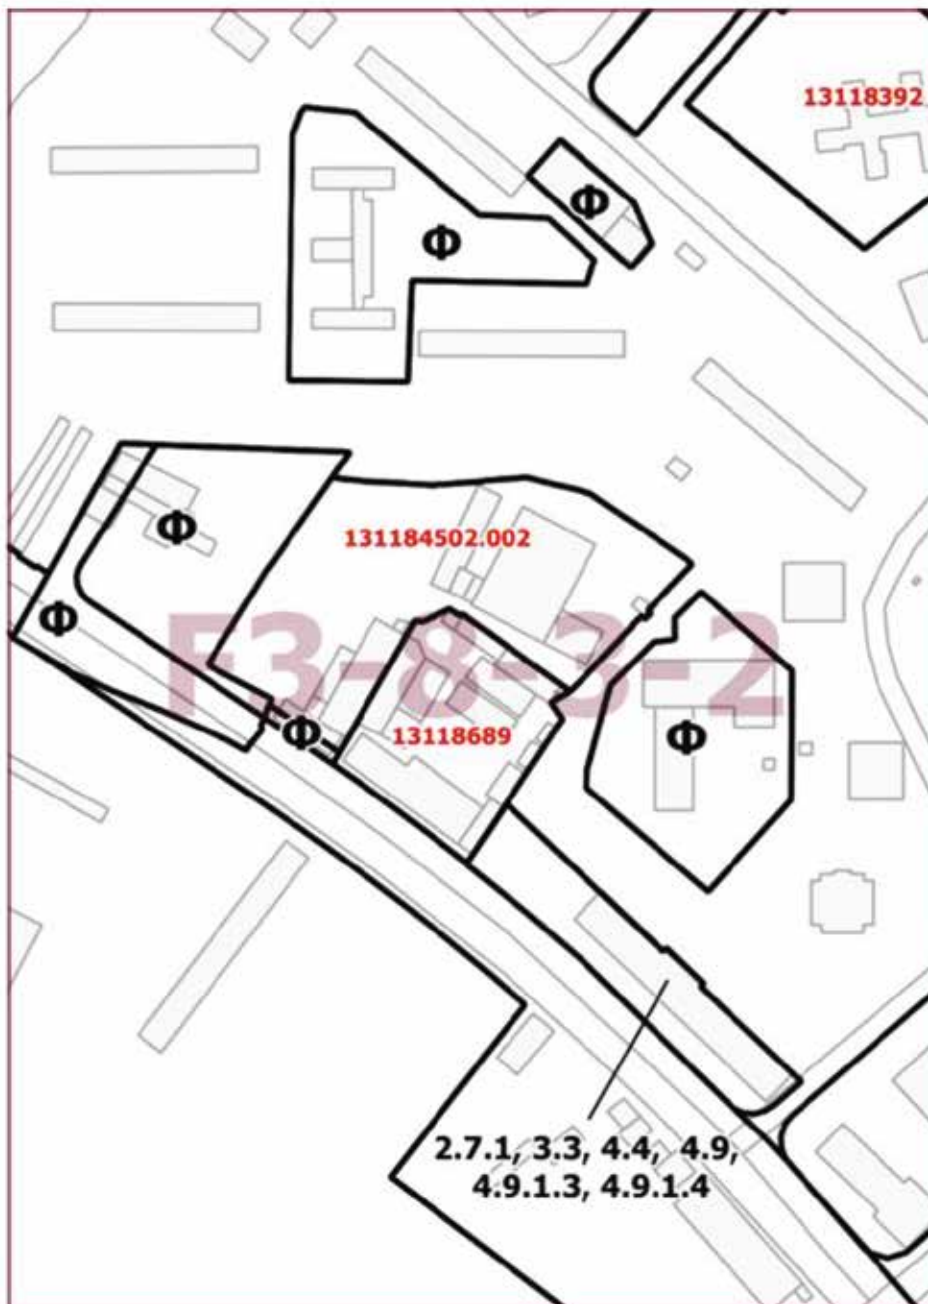 13118392
Ф
Ф
131184502.002
Ф
Ф
F3-8-3-2
Ф
13118689
Ф
2.7.1, 3.3, 4.4, 4.9,
4.9.1.3, 4.9.1.4